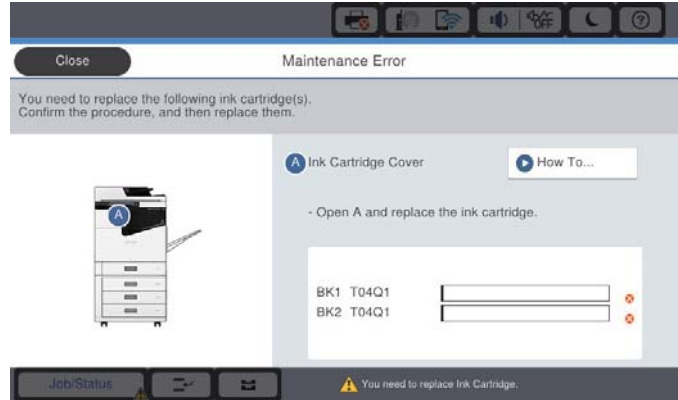 OFF
Close
Maintenance Error
You need to replace the following ink cartridge(s).
Confirm the procedure, and then replace them.
A Ink Cartridge Cover
How To...
A
- Open A and replace the ink cartridge.
BK1 T04Q1
BK2 T04Q1
Job/Status
You need to replace Ink Cartridge.